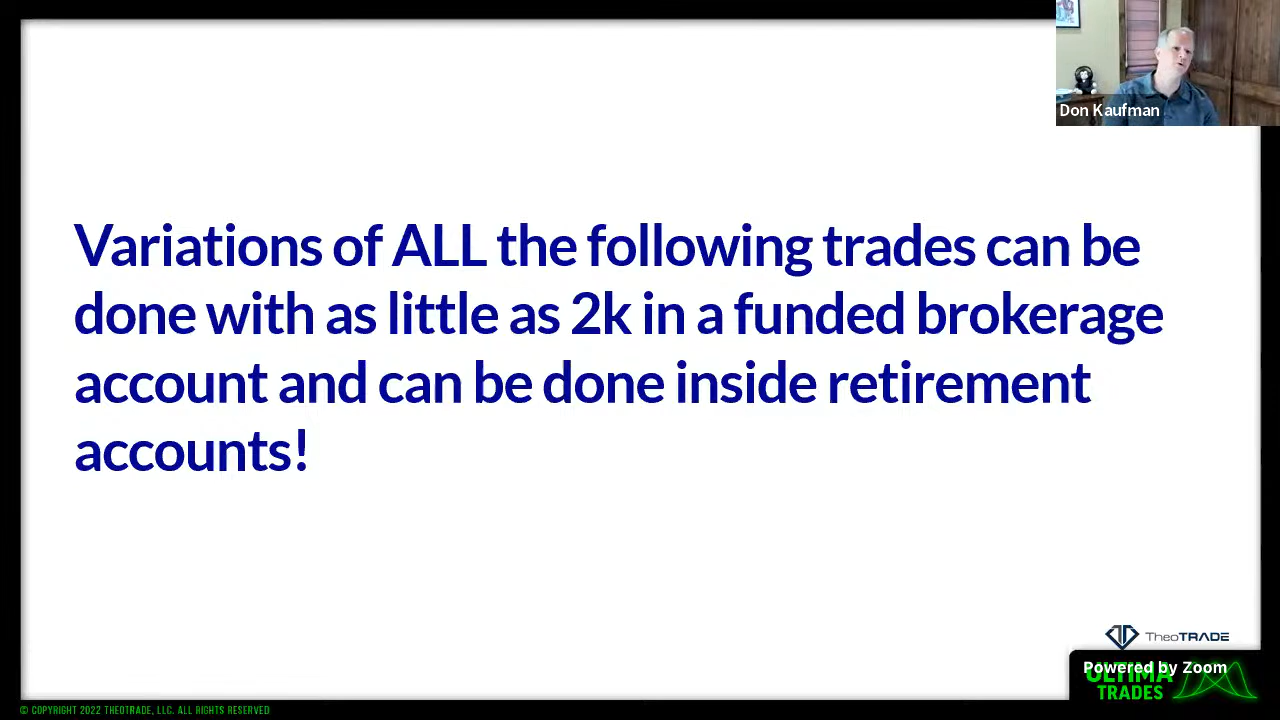 Don Kaufman
Variations of ALL the following trades can be
done with as little as 2k in a funded brokerage
account and can be done inside retirement
accounts!
TheoTRADE
Powered by Zoom
ULTIMA
TRADES
© COPYRIGHT 2022 THEOTRADE, LLC. ALL RIGHTS RESERVED